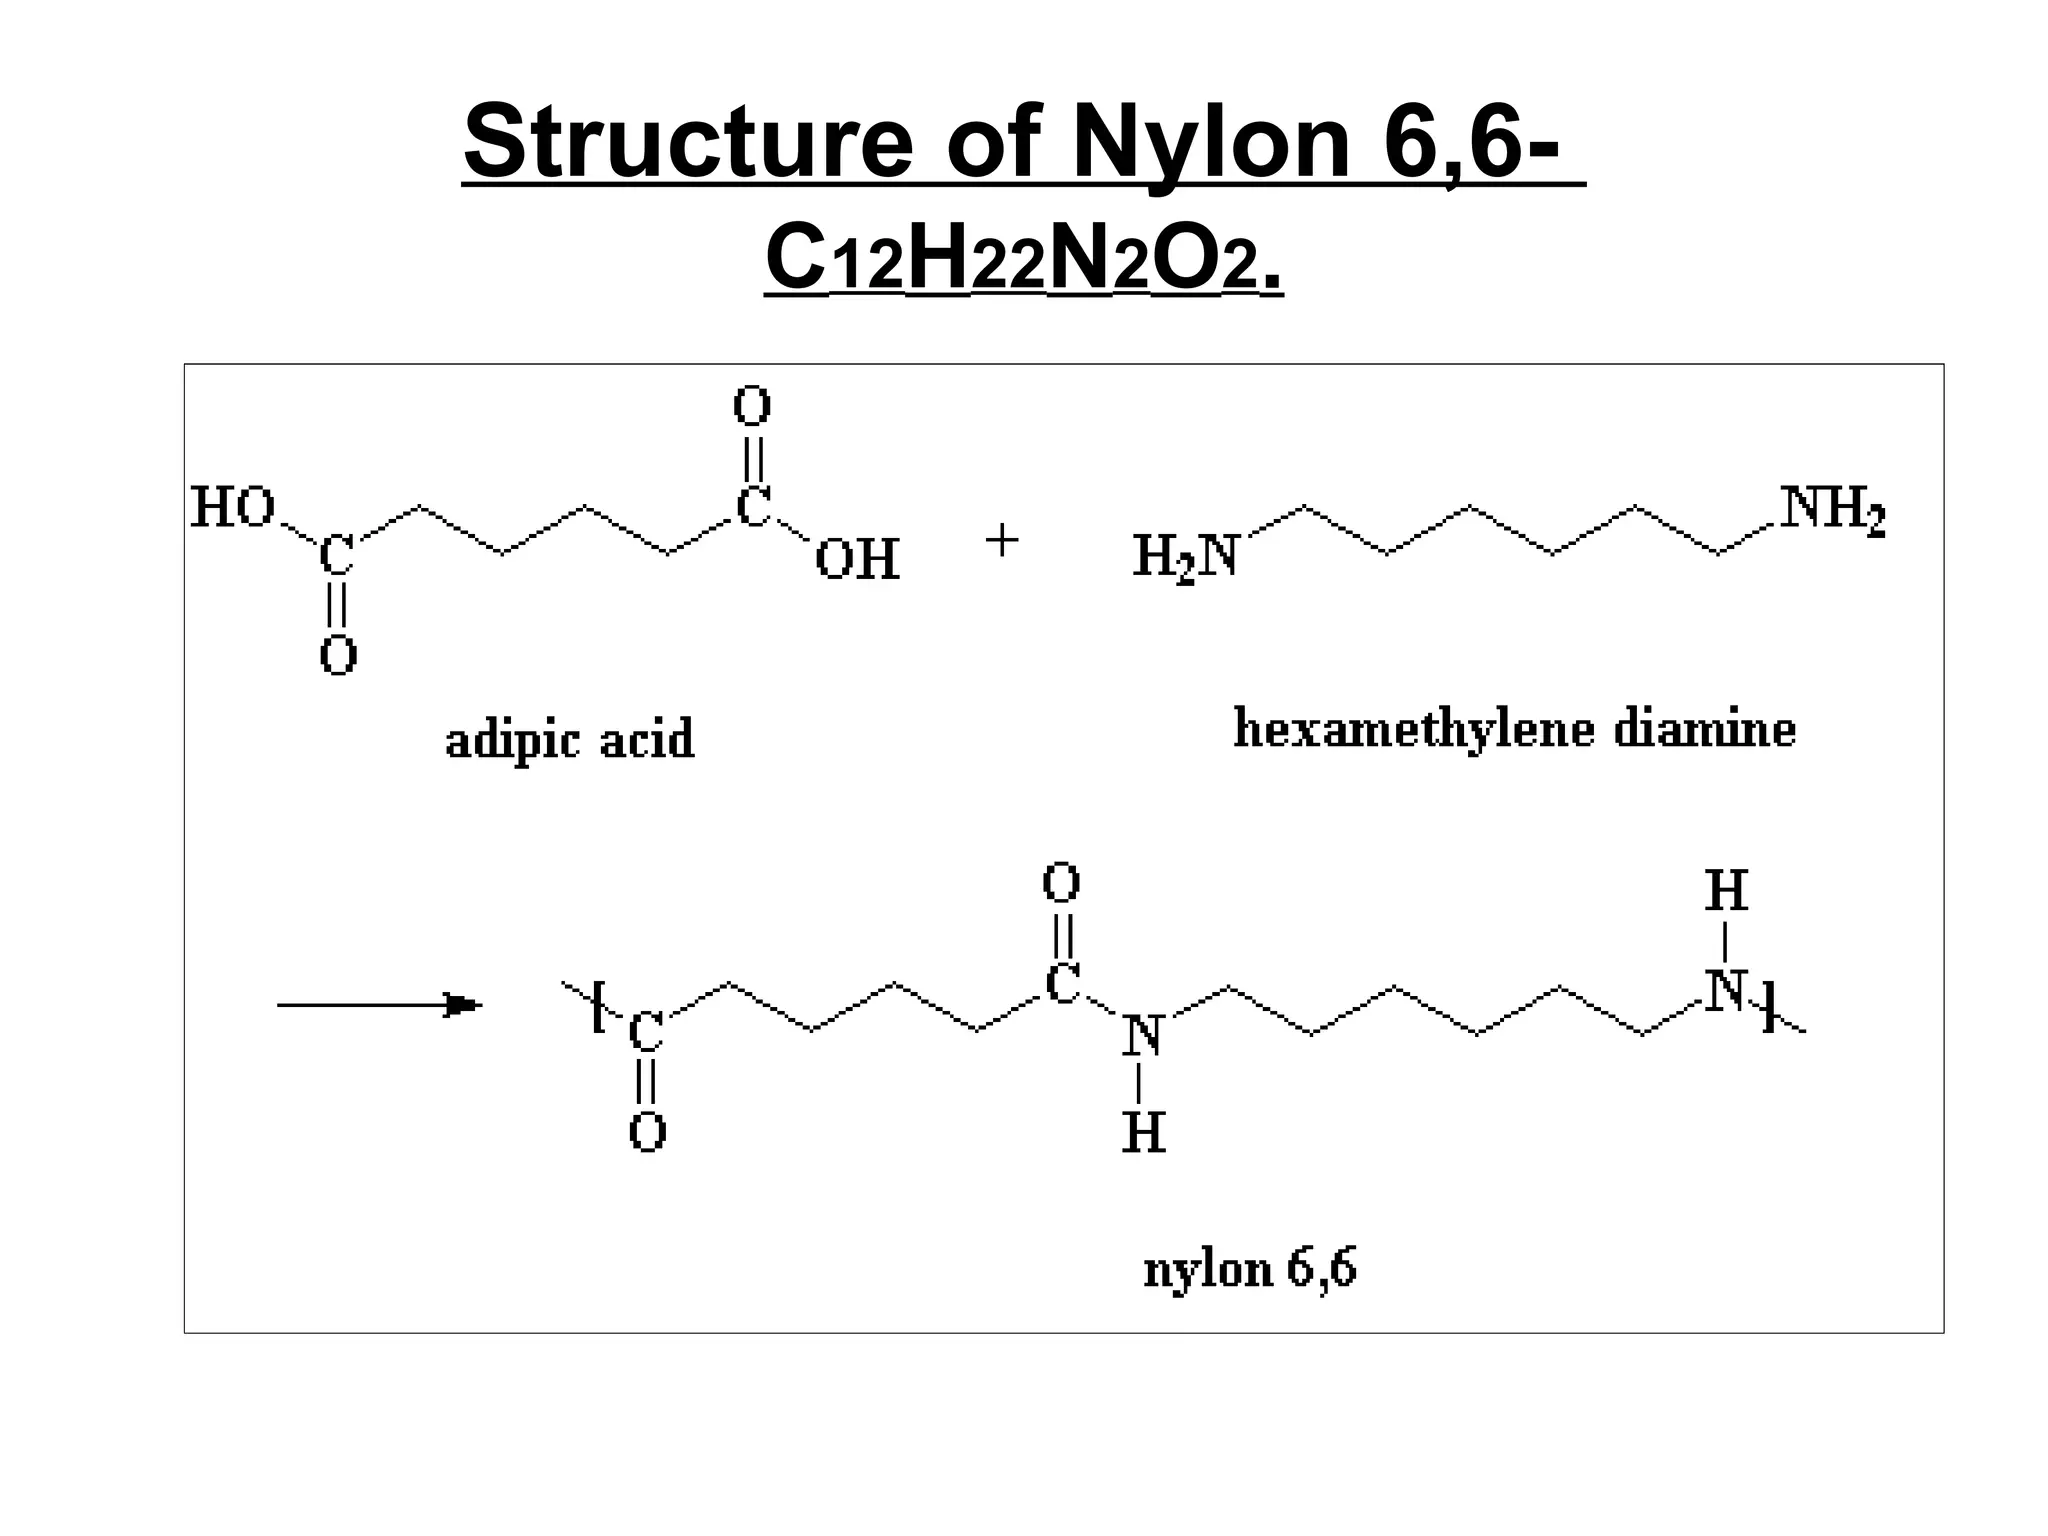 Structure of Nylon 6,6-
C12H22N2O2.
O
HO
C
C
OH
O
+
H2N
NH2
adipic acid
hexamethylene diamine
O
H
C
C
N
N
O
H
[
]
nylon 6,6